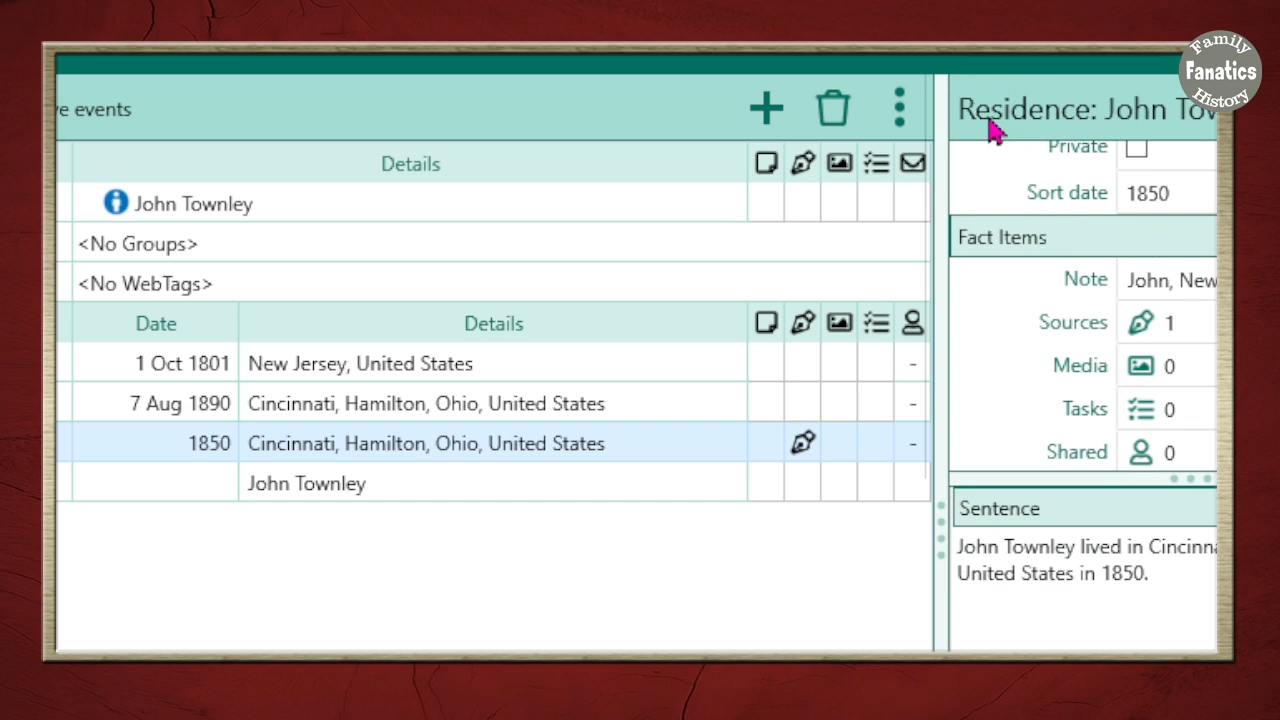 Family
Fanatics
History
ve events
Details
John Townley
<No Groups>
<No WebTags>
Date Details
1 Oct 1801 New Jersey, United States -
7 Aug 1890 Cincinnati, Hamilton, Ohio, United States -
1850 Cincinnati, Hamilton, Ohio, United States -
John Townley
Residence: John Tow
Private
Sort date 1850
Fact Items
Note John, New
Sources 1
Media 0
Tasks 0
Shared 0
Sentence
John Townley lived in Cincinna
United States in 1850.